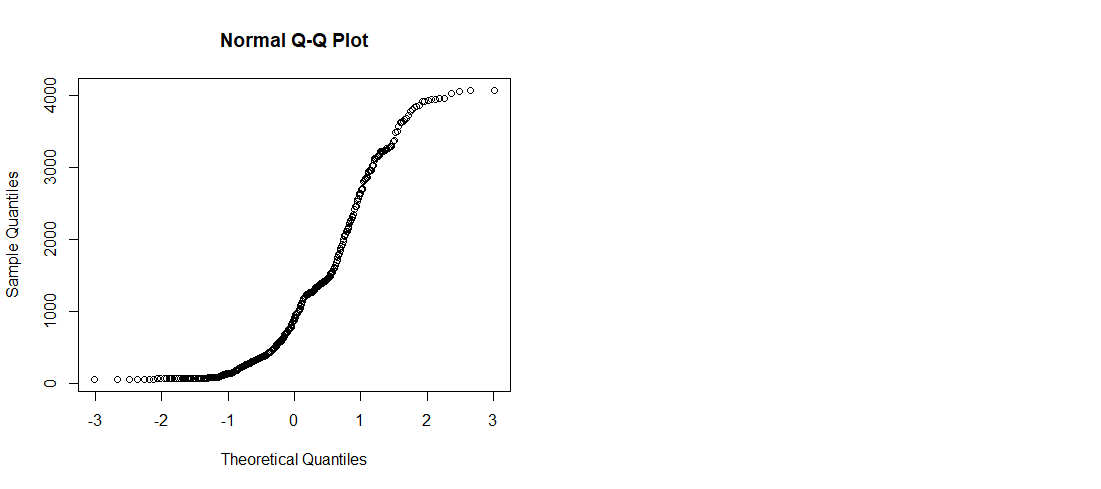 Normal Q-Q Plot
4000
3000
2000
1000
0
Sample Quantiles
-3 -2 -1 0 1 2 3
Theoretical Quantiles